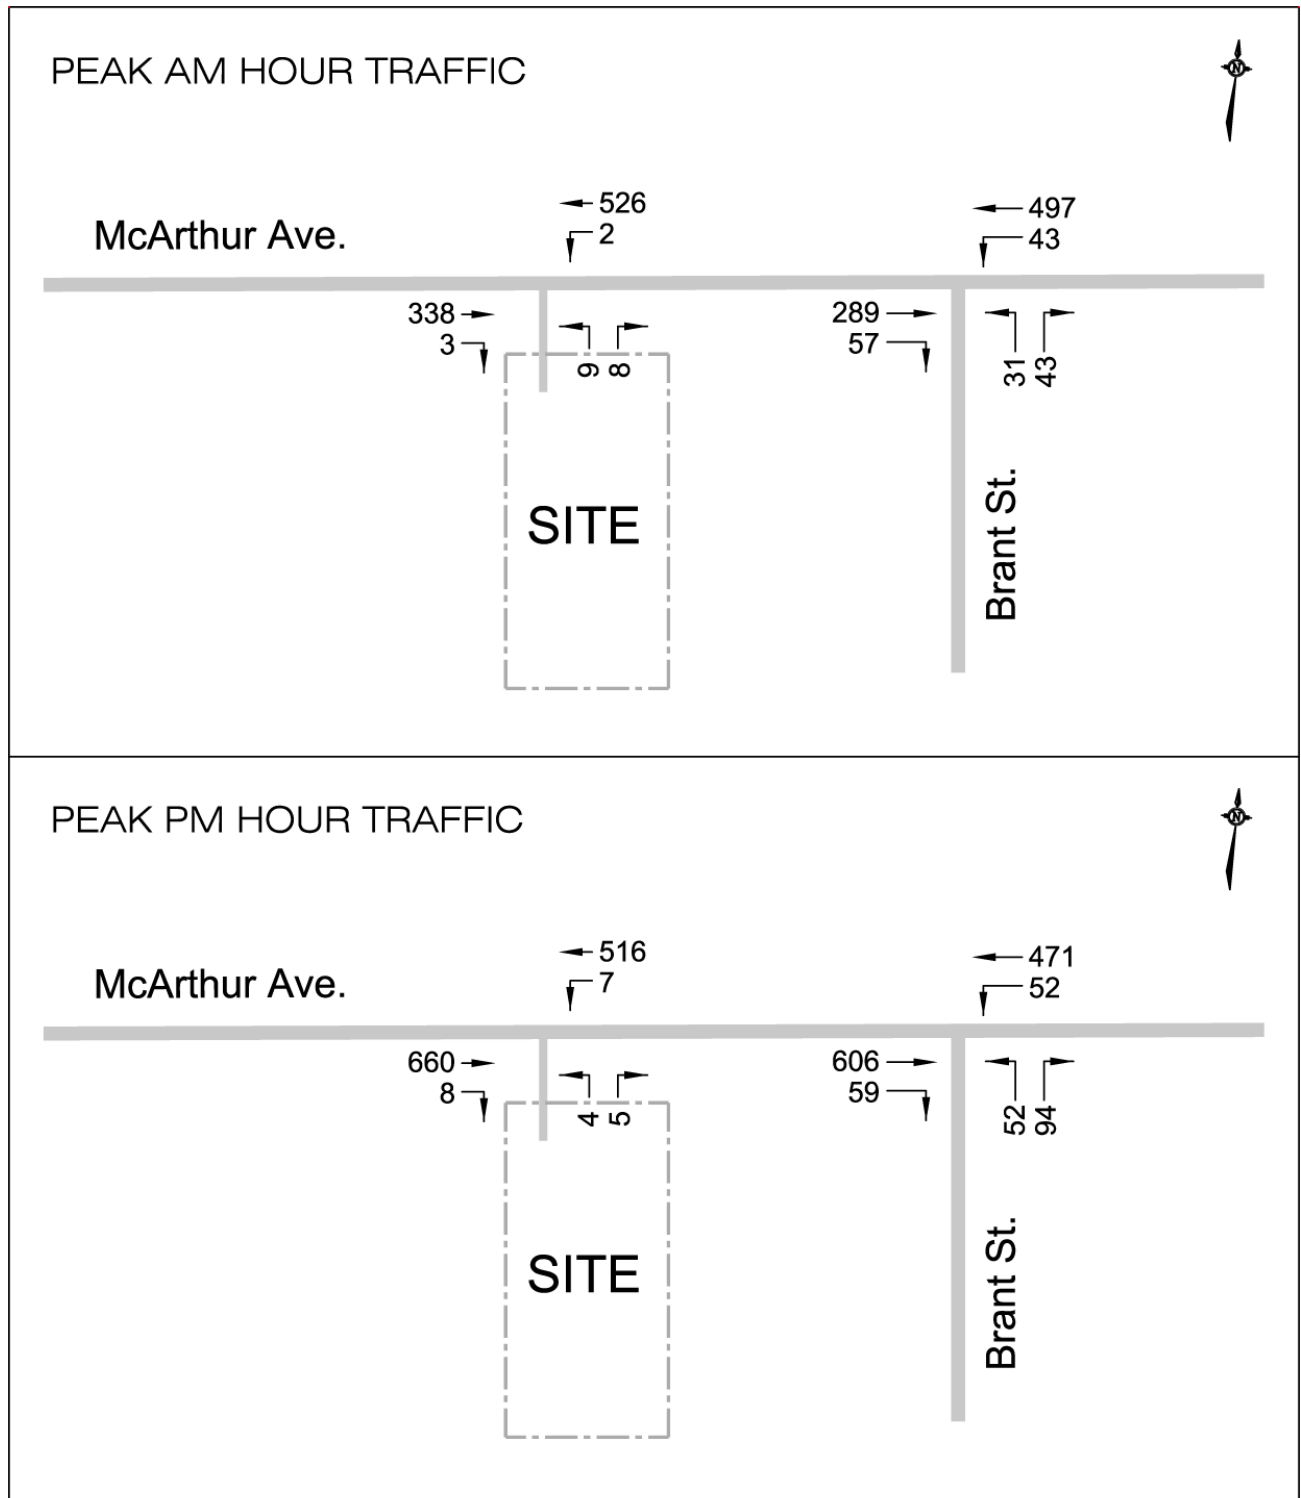 PEAK AM HOUR TRAFFIC
N
McArthur Ave.
526
2
497
43
338
3
9
8
289
57
31
43
SITE
Brant St.
PEAK PM HOUR TRAFFIC
N
McArthur Ave.
516
7
471
52
660
8
4
5
606
59
52
94
SITE
Brant St.